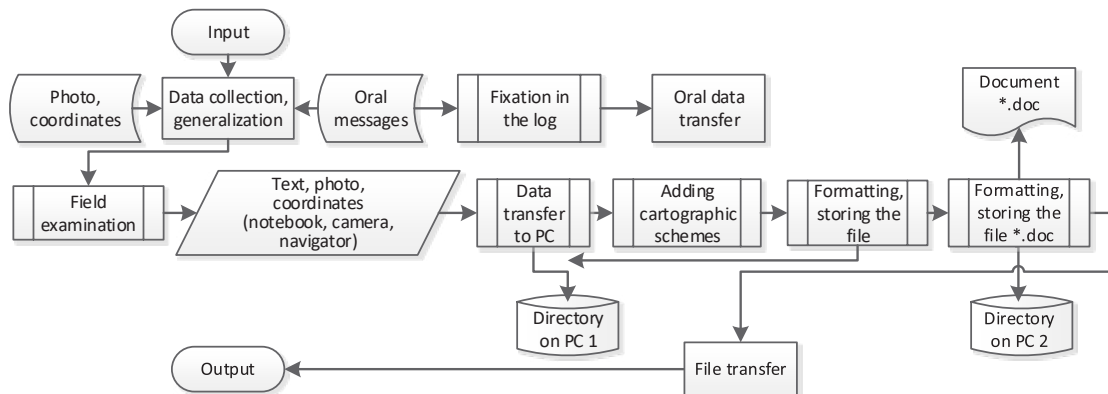 Input
Photo,
coordinates
Data collection,
generalization
Oral
messages
Fixation in
the log
Oral data
transfer
Document
*.doc
Field
examination
Text, photo,
coordinates
(notebook, camera,
navigator)
Data
transfer
to PC
Adding
cartographic
schemes
Formatting,
storing the
file
Formatting,
storing the
file *.doc
Directory
on PC 1
Directory
on PC 2
Output
File transfer